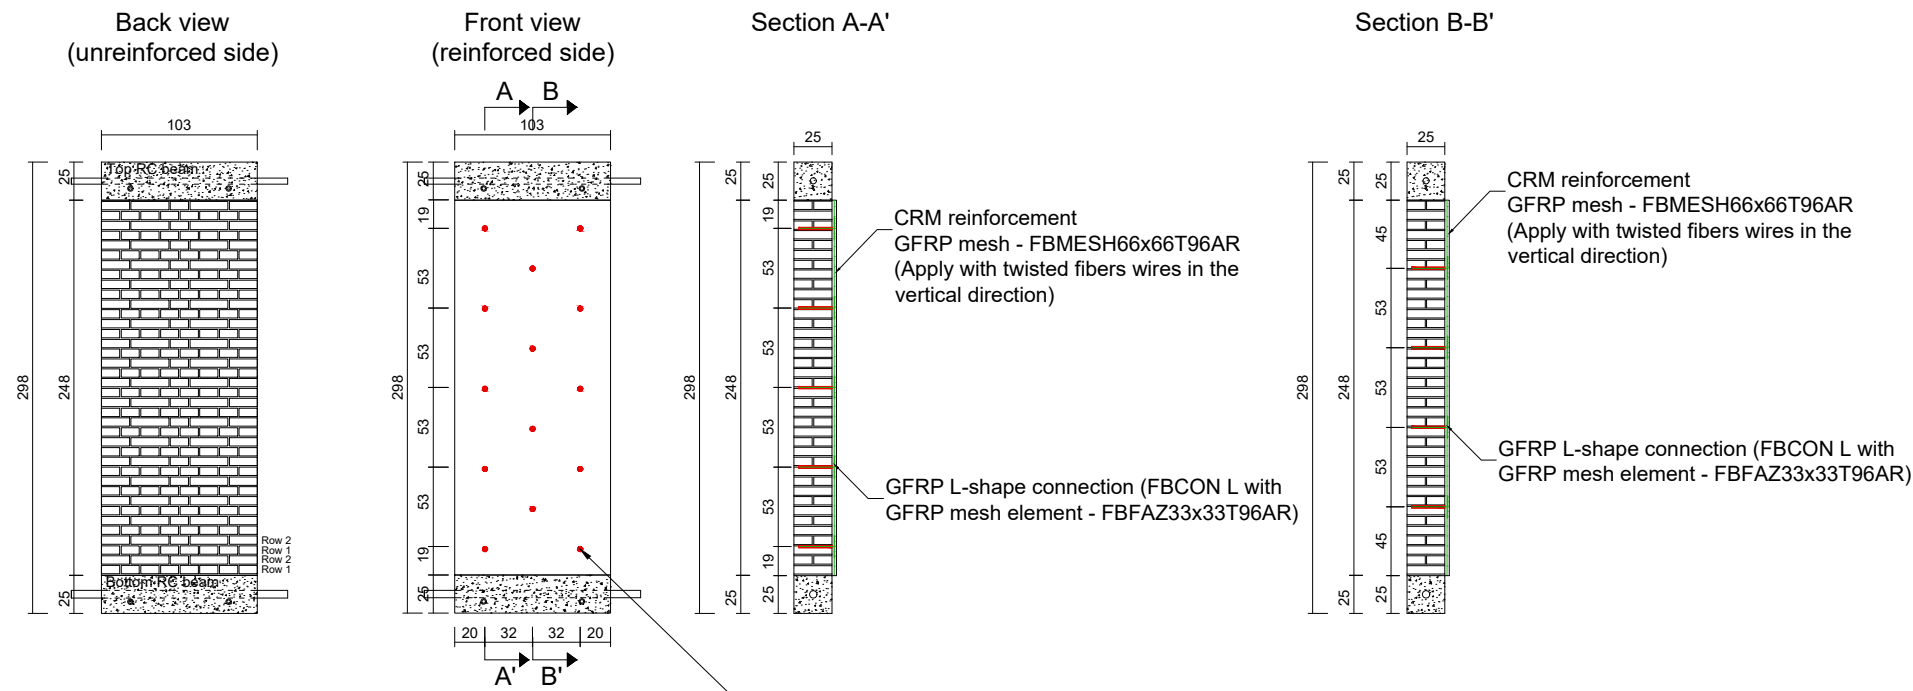 Back view
(unreinforced side)
Front view
(reinforced side)
Section A-A'
Section B-B'
A
B
103
103
25
25
Top RC beam
25
298
248
25
Row 2
Row 1
Row 2
Row 1
Bottom RC beam
25
19
53
53
53
53
19
25
298
20
32
32
20
A'
B'
298
25
248
25
25
19
53
53
53
53
19
25
CRM reinforcement
GFRP mesh - FBMESH66x66T96AR
(Apply with twisted fibers wires in the
vertical direction)
GFRP L-shape connection (FBCON L with
GFRP mesh element - FBFAZ33x33T96AR)
298
25
248
25
25
45
53
53
53
45
25
CRM reinforcement
GFRP mesh - FBMESH66x66T96AR
(Apply with twisted fibers wires in the
vertical direction)
GFRP L-shape connection (FBCON L with
GFRP mesh element - FBFAZ33x33T96AR)